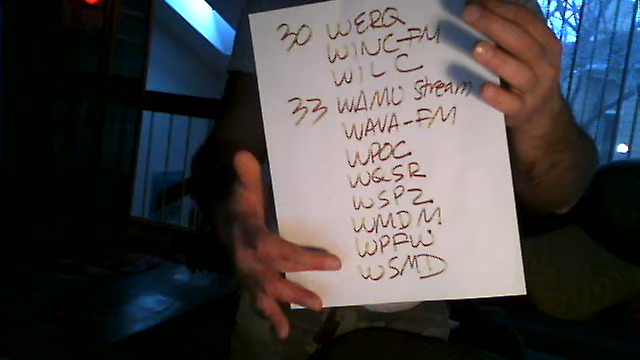 30 WERQ
WINC-FM
WILC
33 WAMU Stream
WAVA-FM
WPOC
WGSR
WSPZ
WMDM
WPFW
WSMD